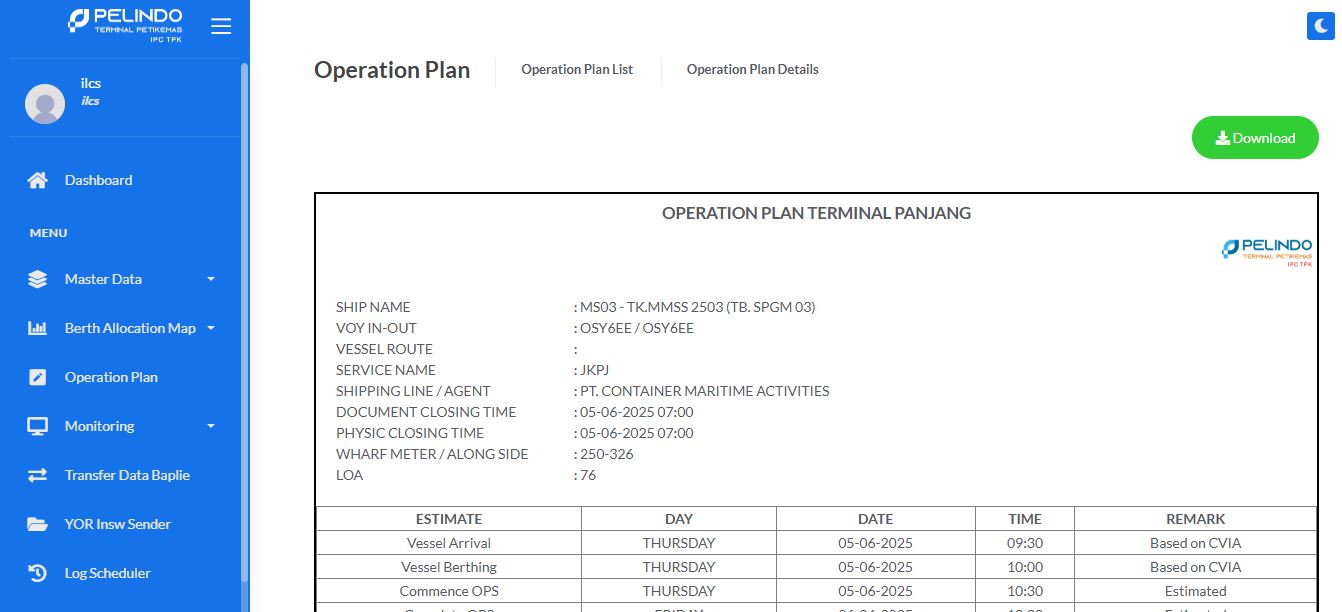 PELINDO
TERMINAL PETIKEMAS
IPC TPK
ilcs
ilcs
Dashboard
MENU
Master Data
Berth Allocation Map
Operation Plan
Monitoring
Transfer Data Baplie
YOR Insw Sender
Log Scheduler
Operation Plan Operation Plan List Operation Plan Details
Download
OPERATION PLAN TERMINAL PANJANG
PELINDO
TERMINAL PETIKEMAS
IPC TPK
SHIP NAME : MS03 - TK.MMSS 2503 (TB. SPGM 03)
VOY IN-OUT : OSY6EE / OSY6EE
VESSEL ROUTE :
SERVICE NAME : JKPJ
SHIPPING LINE / AGENT : PT. CONTAINER MARITIME ACTIVITIES
DOCUMENT CLOSING TIME : 05-06-2025 07:00
PHYSIC CLOSING TIME : 05-06-2025 07:00
WHARF METER / ALONG SIDE : 250-326
LOA : 76
ESTIMATE DAY DATE TIME REMARK
Vessel Arrival THURSDAY 05-06-2025 09:30 Based on CVIA
Vessel Berthing THURSDAY 05-06-2025 10:00 Based on CVIA
Commence OPS THURSDAY 05-06-2025 10:30 Estimated